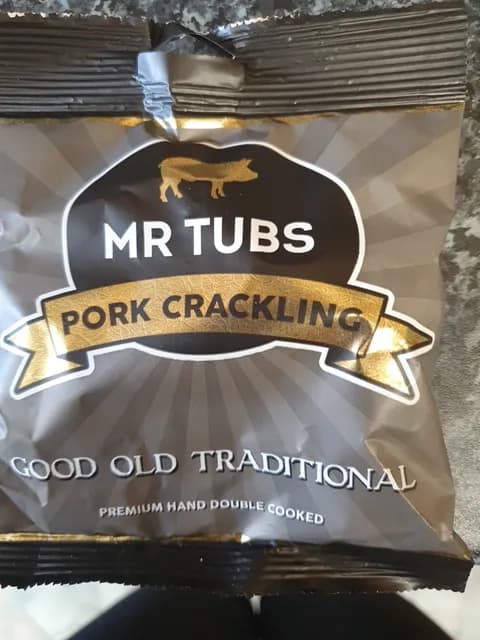 MR TUBS
PORK CRACKLING
GOOD OLD TRADITIONAL
PREMIUM HAND DOUBLE COOKED